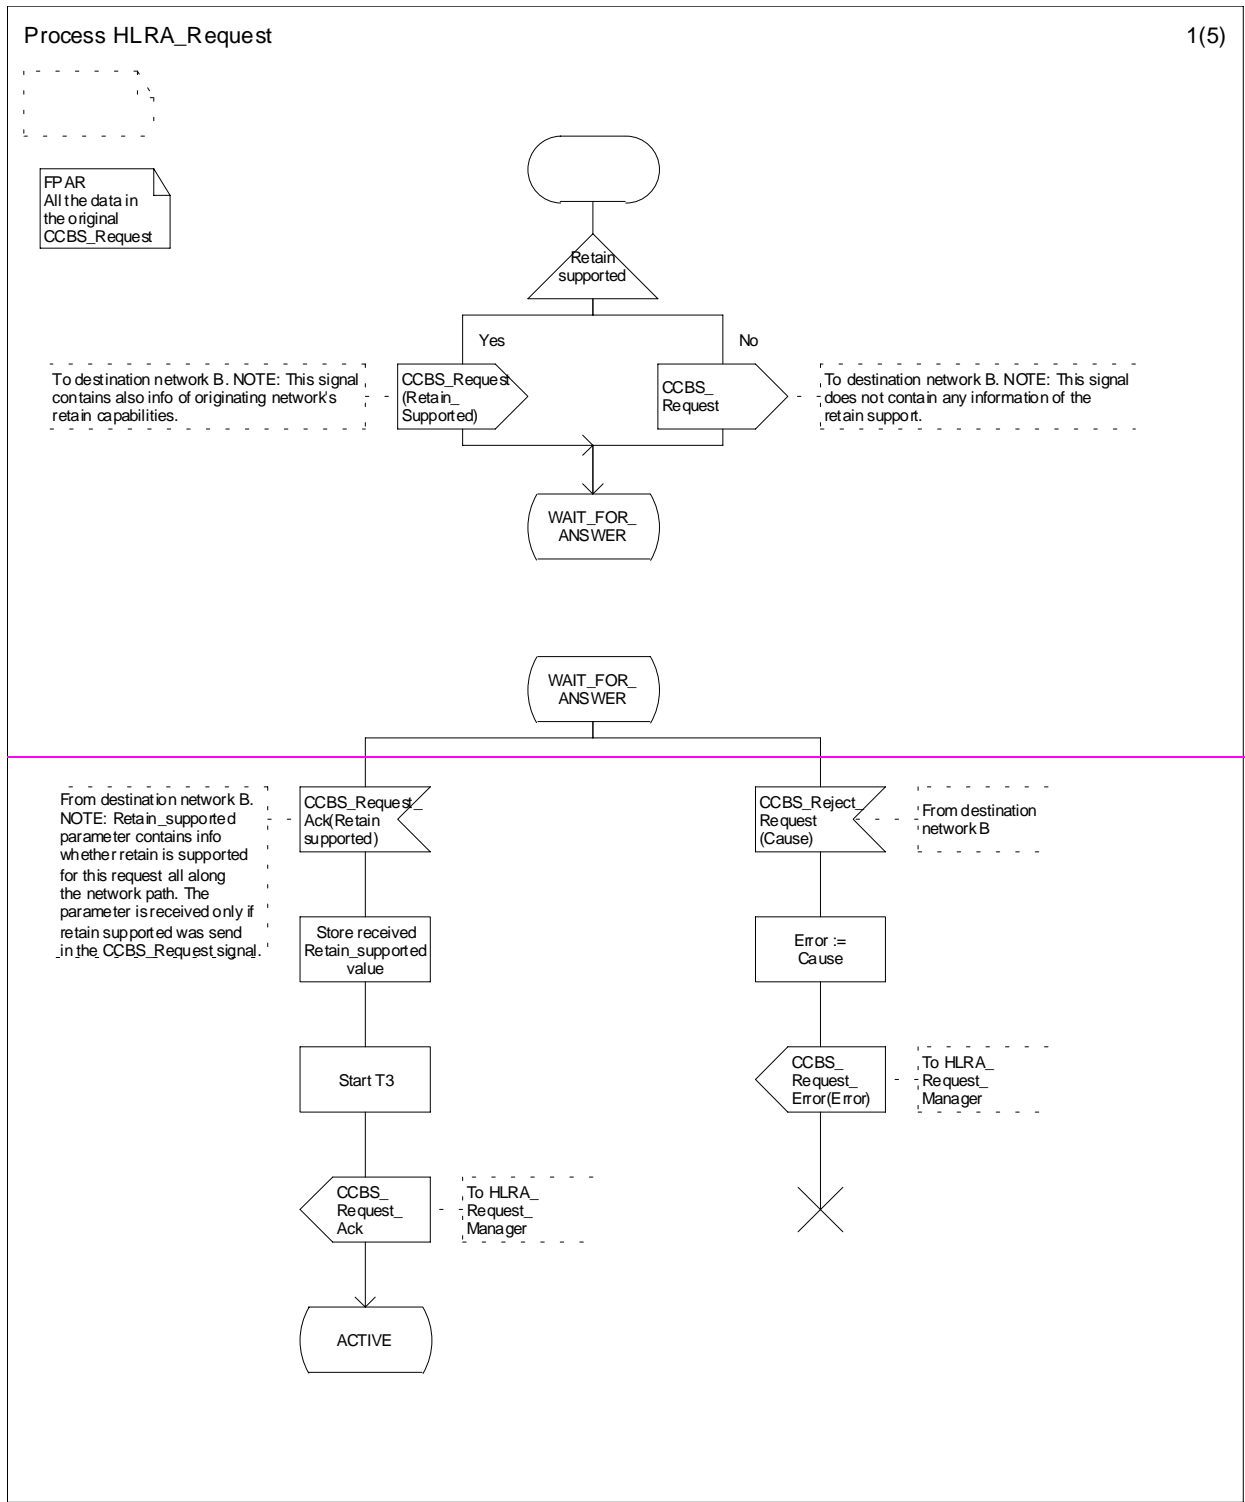 Process HLRA_Request
1(5)
FPAR
All the data in
the original
CCBS_Request
Retain
supported
Yes
No
To destination network B. NOTE: This signal
contains also info of originating network's
retain capabilities.
CCBS_Request
(Retain_
Supported)
CCBS_
Request
To destination network B. NOTE: This signal
does not contain any information of the
retain support.
WAIT_FOR_
ANSWER
WAIT_FOR_
ANSWER
From destination network B.
NOTE: Retain_supported
parameter contains info
whether retain is supported
for this request all along
the network path. The
parameter is received only if
retain supported was send
in the CCBS_Request signal.
CCBS_Request_
Ack(Retain
supported)
CCBS_Reject_
Request
(Cause)
From destination
network B
Store received
Retain_supported
value
Error :=
Cause
Start T3
CCBS_
Request_
Error(Error)
To HLRA_
Request_
Manager
CCBS_
Request_
Ack
To HLRA_
Request_
Manager
ACTIVE